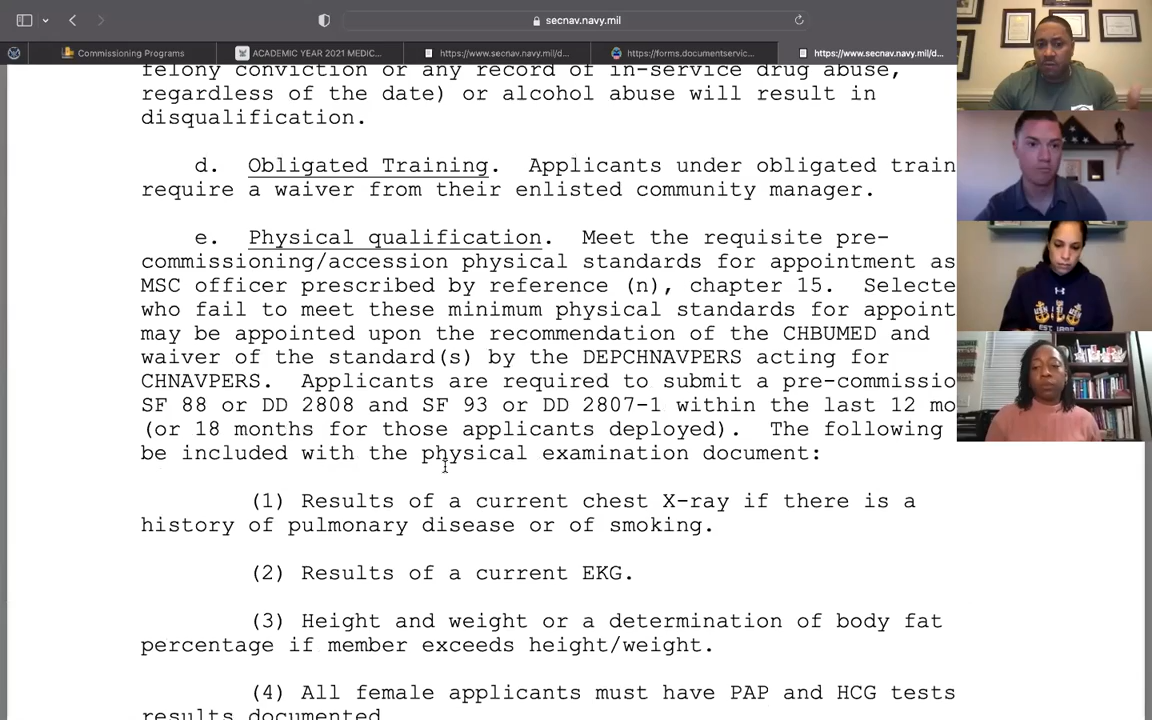 secnav.navy.mil
Commissioning Programs
ACADEMIC YEAR 2021 MEDIC...
https://www.secnav.navy.mil/d...
https://forms.documentservic...
https://www.secnav.navy.mil/d...
felony conviction or any record of in-service drug abuse,
regardless of the date) or alcohol abuse will result in
disqualification.
d. Obligated Training. Applicants under obligated train
require a waiver from their enlisted community manager.
e. Physical qualification. Meet the requisite pre-
commissioning/accession physical standards for appointment as
MSC officer prescribed by reference (n), chapter 15. Selecte
who fail to meet these minimum physical standards for appoint
may be appointed upon the recommendation of the CHBUMED and
waiver of the standard(s) by the DEPCHNAVPERS acting for
CHNAVPERS. Applicants are required to submit a pre-commissio
SF 88 or DD 2808 and SF 93 or DD 2807-1 within the last 12 mo
(or 18 months for those applicants deployed). The following
be included with the physical examination document:
(1) Results of a current chest X-ray if there is a
history of pulmonary disease or of smoking.
(2) Results of a current EKG.
(3) Height and weight or a determination of body fat
percentage if member exceeds height/weight.
(4) All female applicants must have PAP and HCG tests
results documented